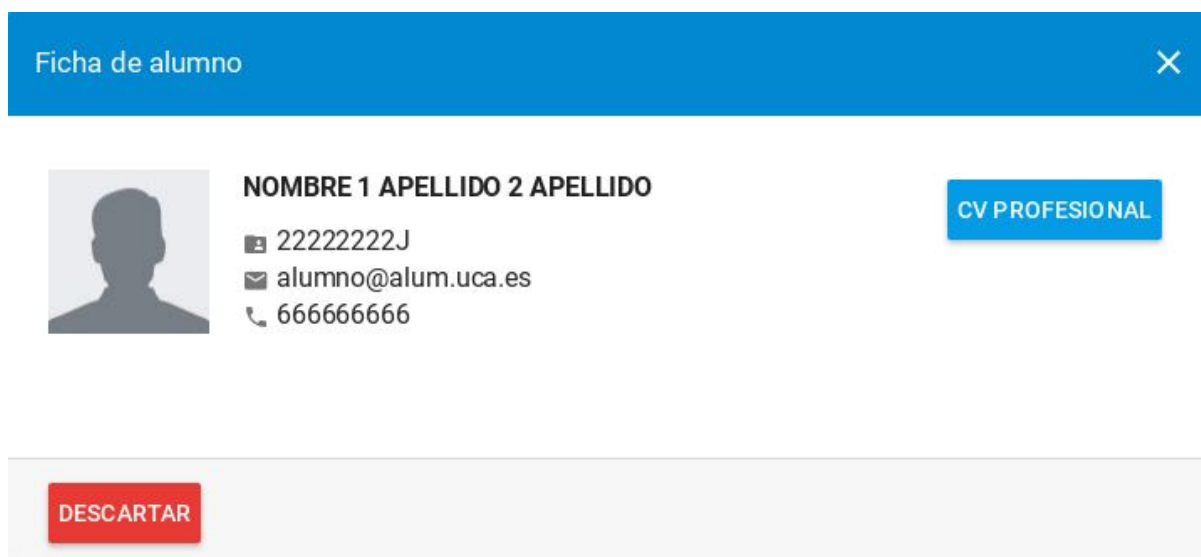 Ficha de alumno
NOMBRE 1 APELLIDO 2 APELLIDO
CV PROFESIONAL
22222222J
alumno@alum.uca.es
666666666
DESCARTAR